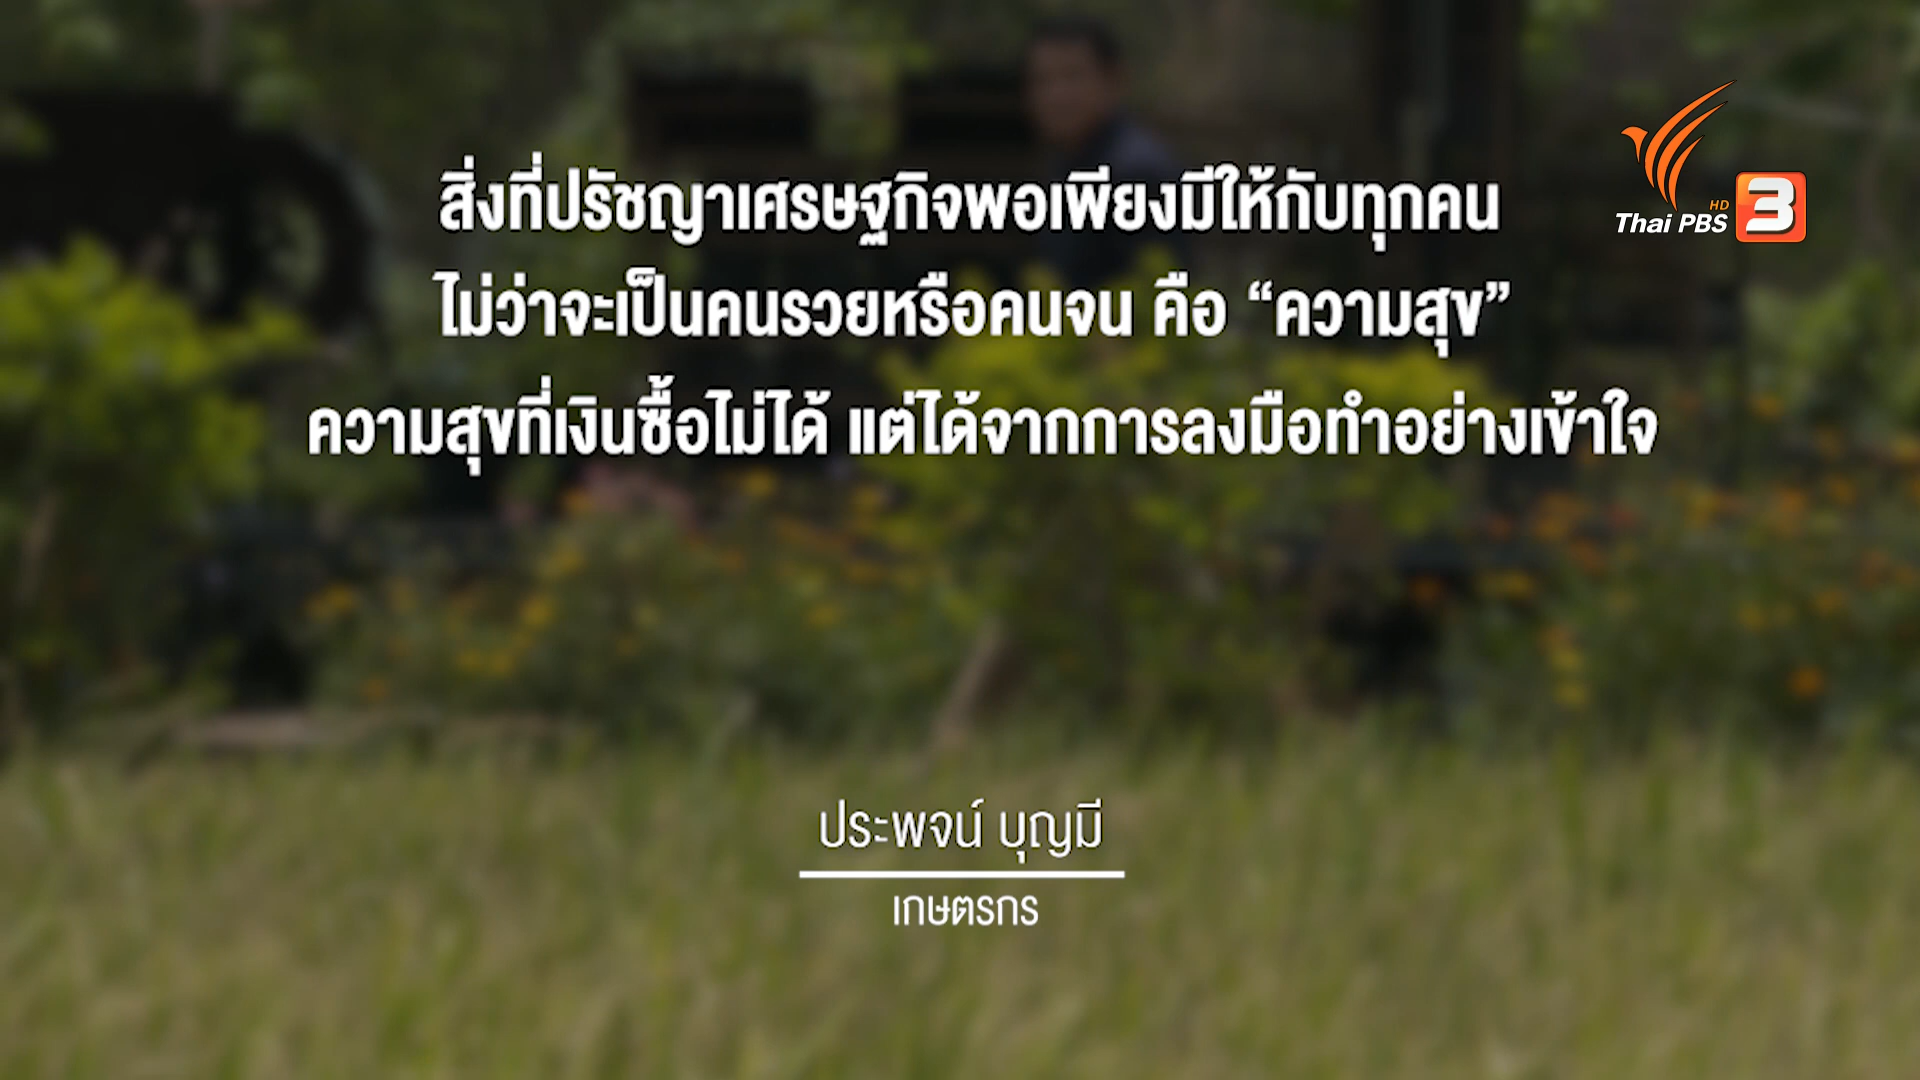 สิ่งที่ปรัชญาเศรษฐกิจพอเพียงมีให้กับทุกคน
ไม่ว่าจะเป็นคนรวยหรือคนจน คือ “ความสุข”
ความสุขที่เงินซื้อไม่ได้ แต่ได้จากการลงมือทำอย่างเข้าใจ
HD
Thai PBS 3
ประพจน์ บุญมี
เกษตรกร